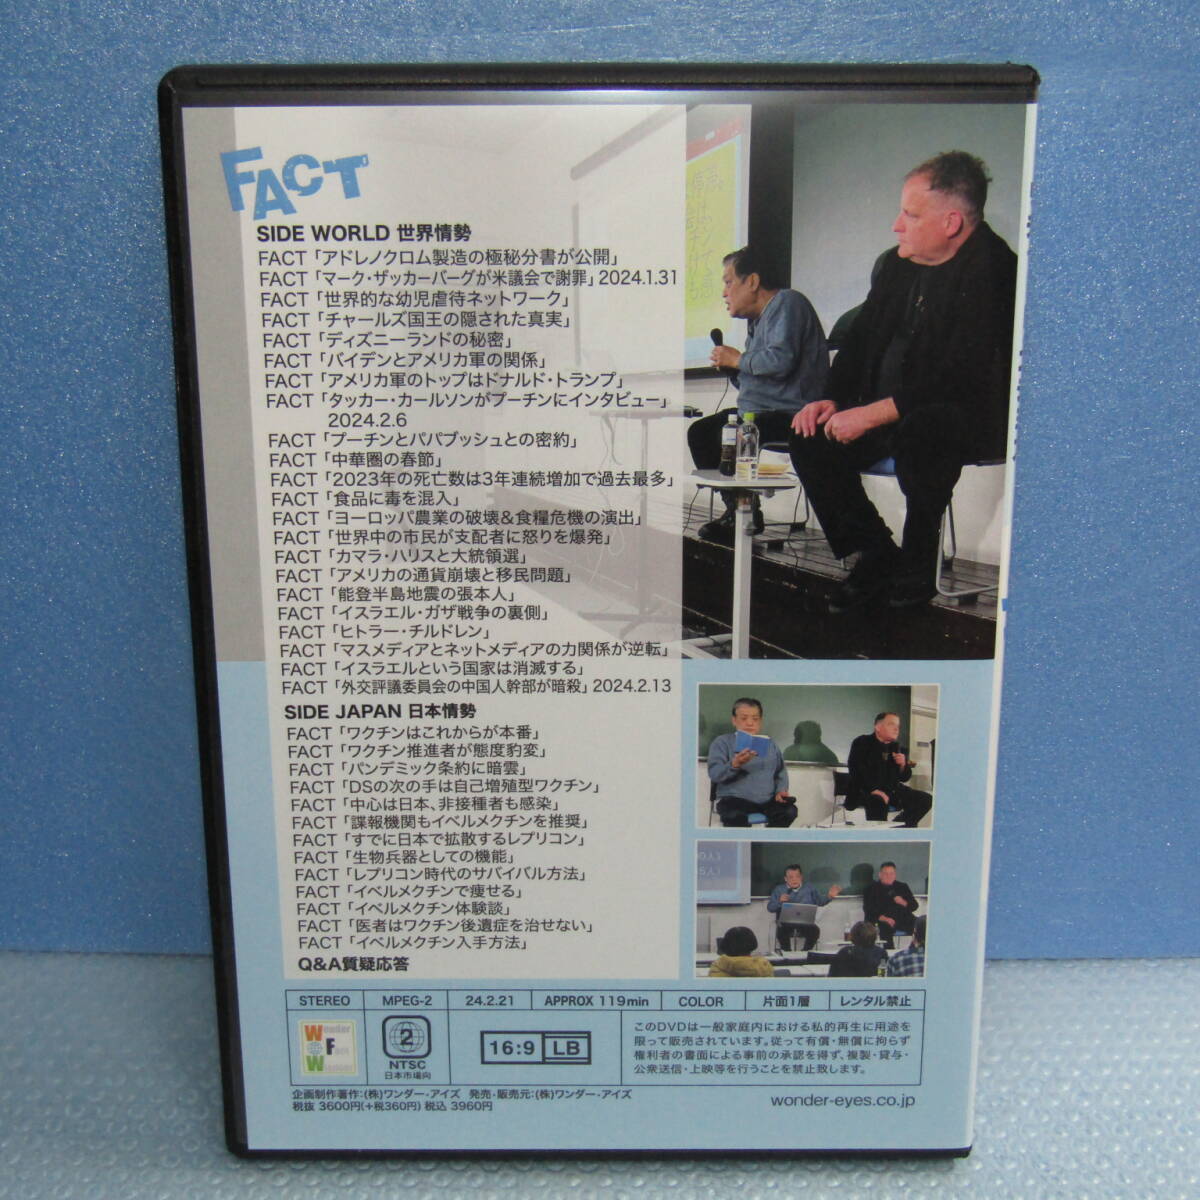 FACT
SIDE WORLD 世界情勢
FACT「アドレノクロム製造の極秘分書が公開」
FACT「マーク・ザッカーバーグが米議会で謝罪」2024.1.31
FACT「世界的な幼児虐待ネットワーク」
FACT「チャールズ国王の隠された真実」
FACT「ディズニーランドの秘密」
FACT「バイデンとアメリカ軍の関係」
FACT「アメリカ軍のトップはドナルド・トランプ」
FACT「タッカー・カールソンがプーチンにインタビュー」
2024.2.6
FACT「プーチンとパパブッシュとの密約」
FACT「中華圏の春節」
FACT「2023年の死亡数は3年連続増加で過去最多」
FACT「食品に毒を混入」
FACT「ヨーロッパ農業の破壊&食糧危機の演出」
FACT「世界中の市民が支配者に怒りを爆発」
FACT「カマラ・ハリスと大統領選」
FACT「アメリカの通貨崩壊と移民問題」
FACT「能登半島地震の張本人」
FACT「イスラエル・ガザ戦争の裏側」
FACT「ヒトラー・チルドレン」
FACT「マスメディアとネットメディアの力関係が逆転」
FACT「イスラエルという国家は消滅する」
FACT「外交評議委員会の中国人幹部が暗殺」2024.2.13
SIDE JAPAN 日本情勢
FACT「ワクチンはこれからが本番」
FACT「ワクチン推進者が態度豹変」
FACT「パンデミック条約に暗雲」
FACT「DSの次の手は自己増殖型ワクチン」
FACT「中心は日本、非接種者も感染」
FACT「諜報機関もイベルメクチンを推奨」
FACT「すでに日本で拡散するレプリコン」
FACT「生物兵器としての機能」
FACT「レプリコン時代のサバイバル方法」
FACT「イベルメクチンで痩せる」
FACT「イベルメクチン体験談」
FACT「医者はワクチン後遺症を治せない」
FACT「イベルメクチン入手方法」
Q&A質疑応答
STEREO MPEG-2 24.2.21 APPROX 119min COLOR 片面1層 レンタル禁止
Wonder
Fact
Wisdoms
2
NTSC
日本市場向
16:9 LB
このDVDは一般家庭内における私的再生に用途を
限って販売されています。従って有償・無償に拘らず
権利者の書面による事前の承認を得ず、複製・貸与・
公衆送信・上映等を行うことを禁止致します。
企画制作著作:(株)ワンダー・アイズ 発売・販売元:(株)ワンダー・アイズ
税抜 3600円(+税360円) 税込 3960円
wonder-eyes.co.jp